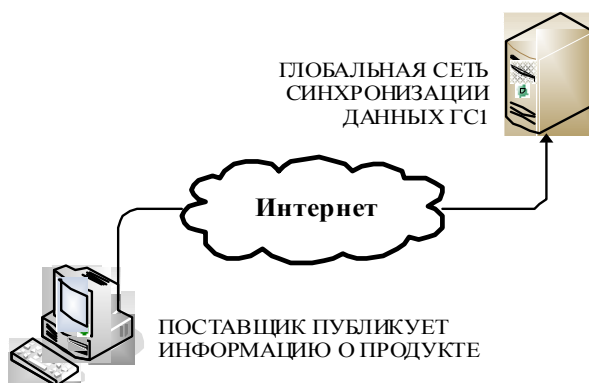 ГЛОБАЛЬНАЯ СЕТЬ
СИНХРОНИЗАЦИИ
ДАННЫХ ГС1
Интернет
ПОСТАВЩИК ПУБЛИКУЕТ
ИНФОРМАЦИЮ О ПРОДУКТЕ